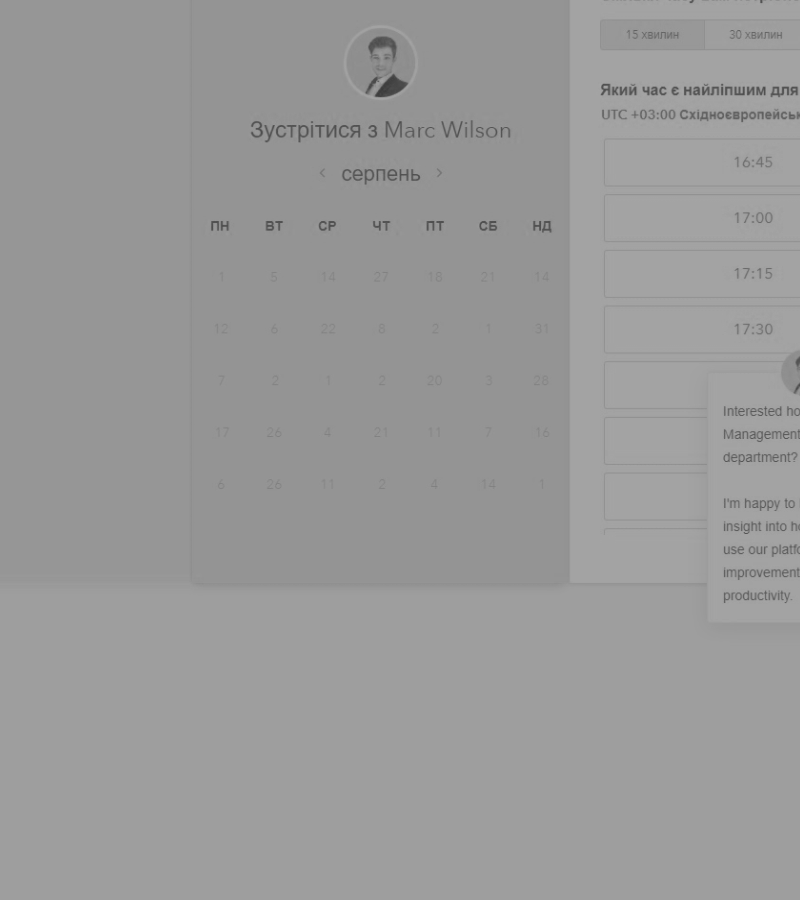 15 хвилин
30 хвилин
Який час є найліпшим для
UTC +03:00
Зустрітися з Marc Wilson
серпень
ПН ВТ СР ЧТ ПТ СБ НД
1 5 14 27 18 21 14
12 6 22 8 2 1 31
7 2 1 2 20 3 28
17 26 4 21 11 7 16
6 26 11 2 4 14 1
16:45
17:00
17:15
17:30
Interested
Management
department?
I'm happy to
insight into
use our
improvement
productivity.